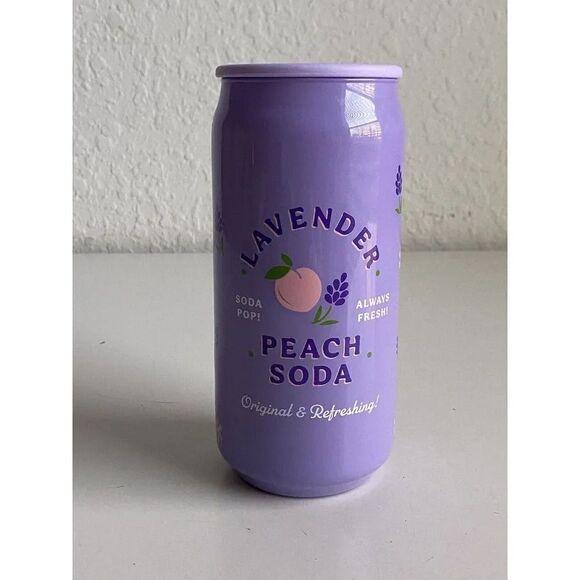 LAVENDER
SODA
POP!
ALWAYS
FRESH!
PEACH
SODA
Original & Refreshing!